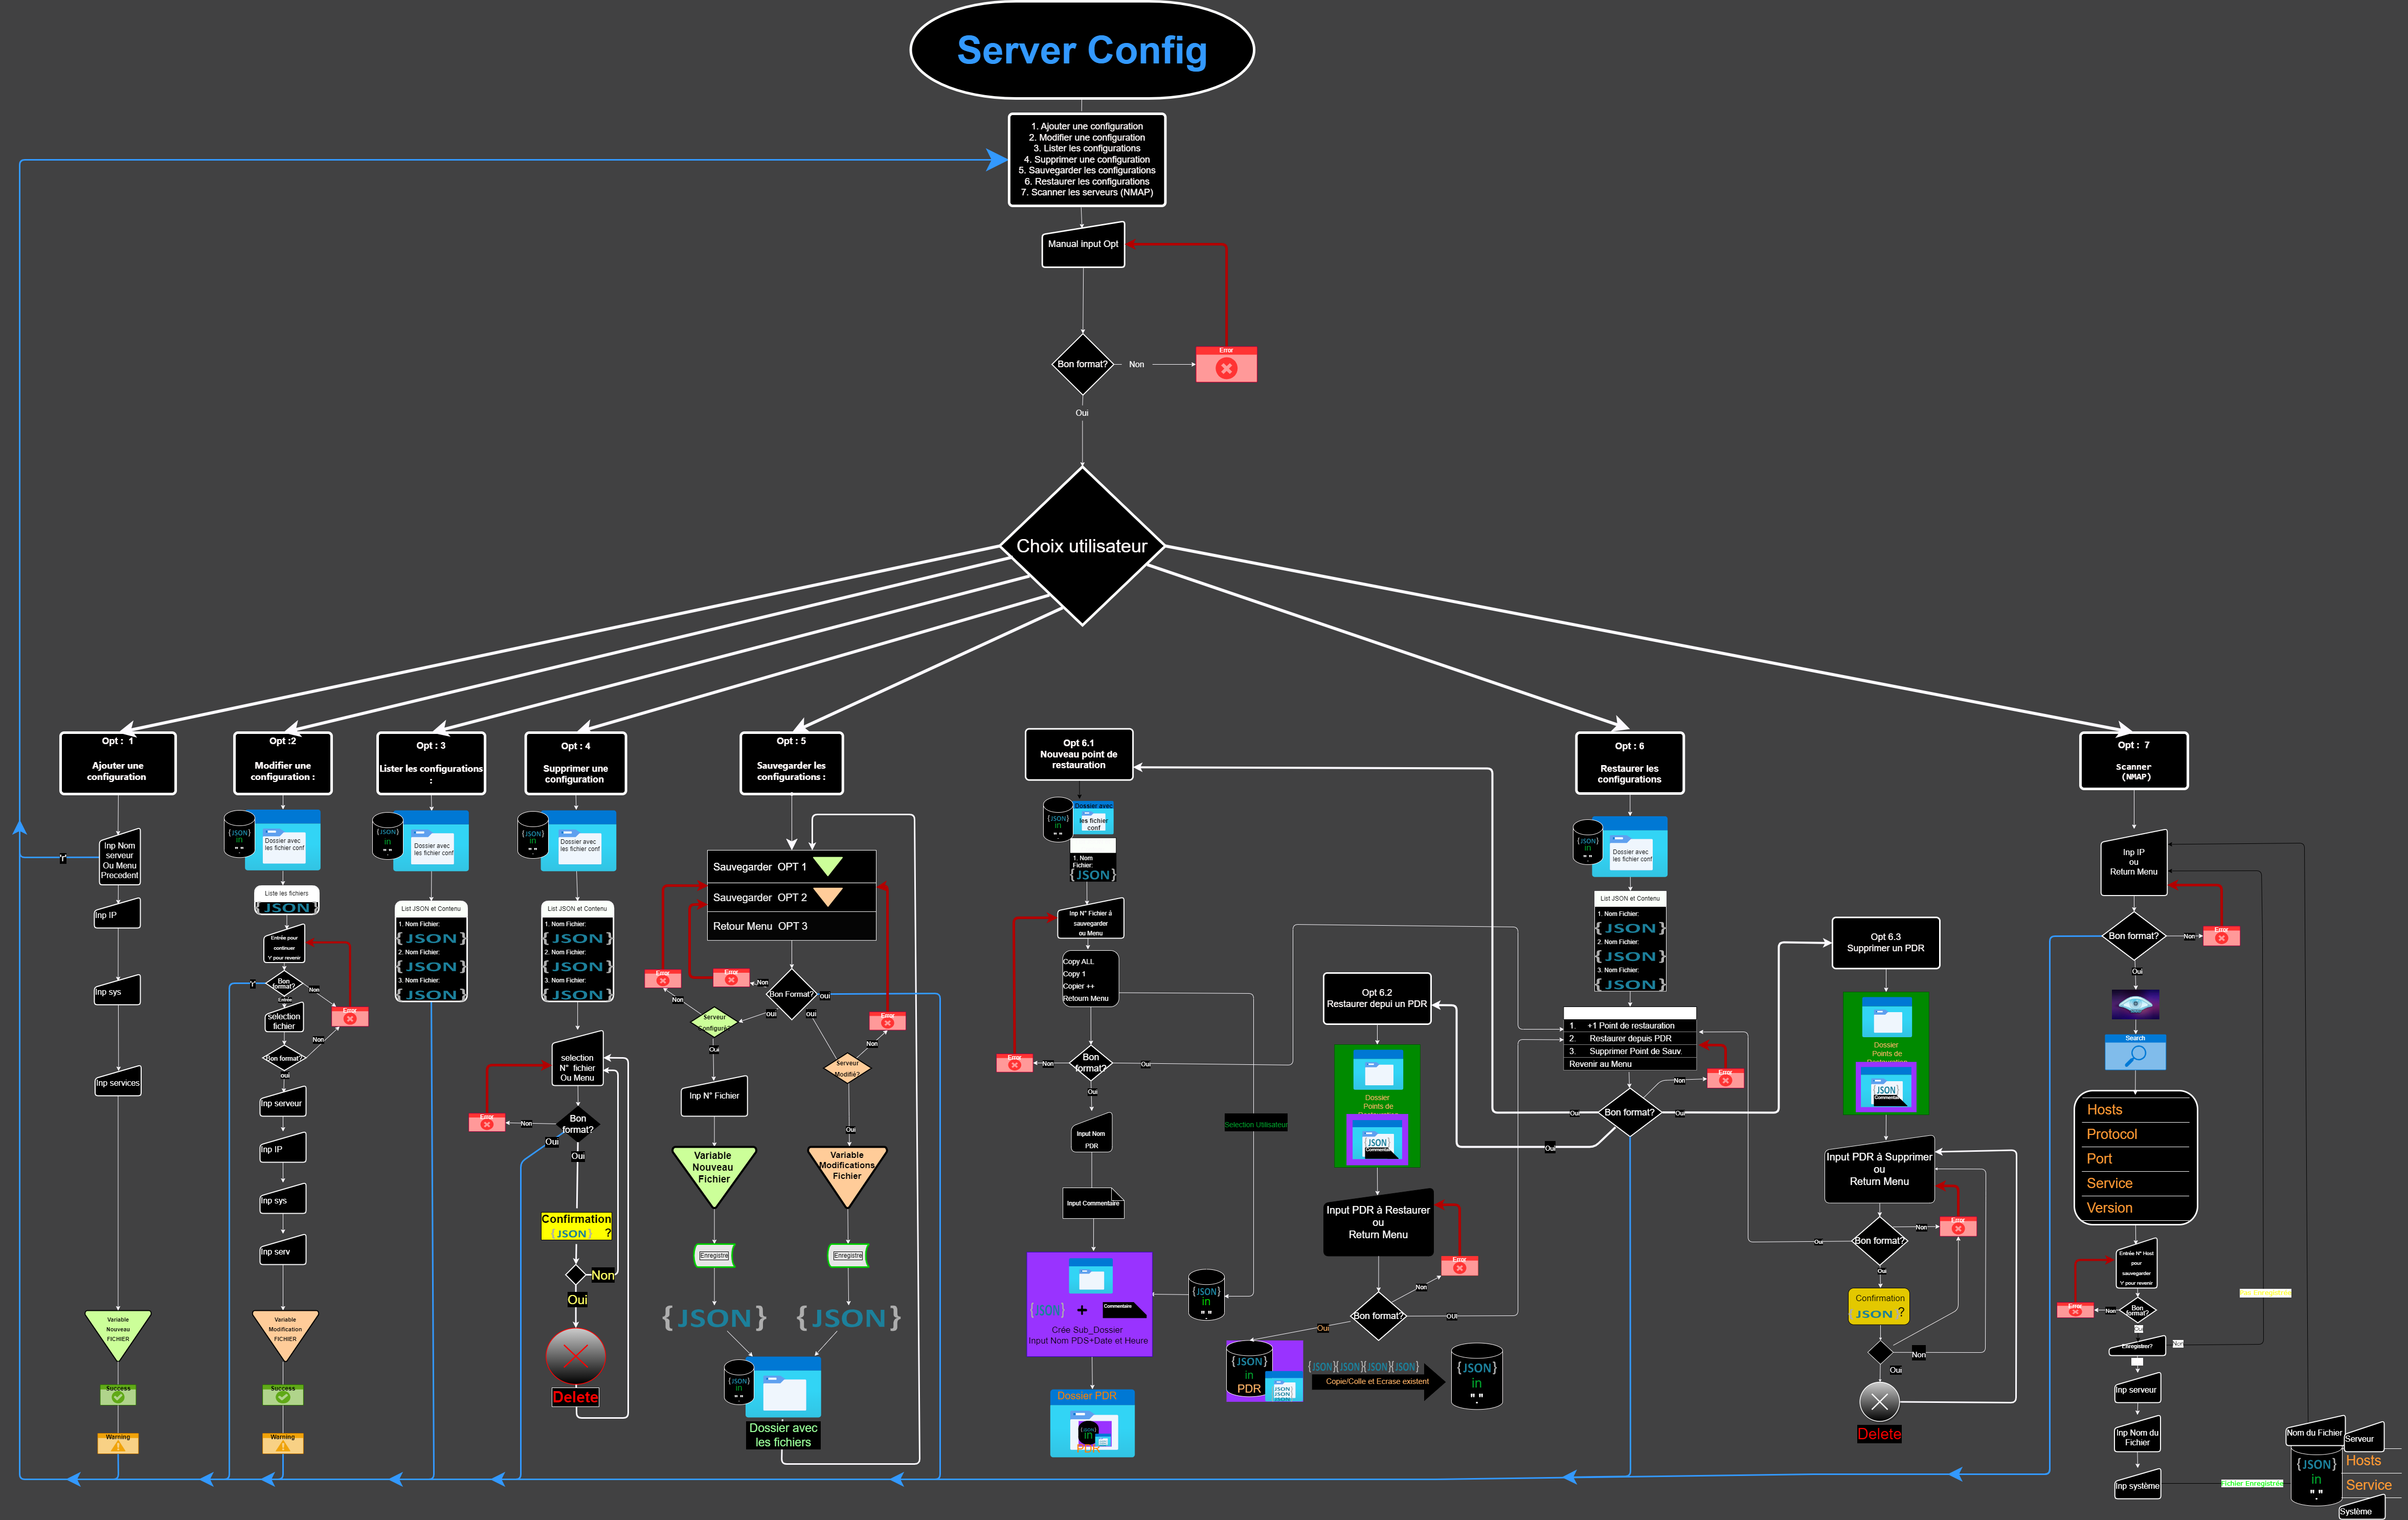 Server Config
1. Ajouter une configuration
2. Modifier une configuration
3. Lister les configurations
4. Supprimer une configuration
5. Sauvegarder les configurations
6. Restaurer les configurations
7. Scanner les serveurs (NMAP)
Manual input Opt
Bon format?
Non
Error
Oui
Choix utilisateur
Opt : 1
Ajouter une
configuration
Inp Nom
serveur
Ou Menu
Precedent
'r'
Inp IP
Inp sys
Inp services
Variable
Nouveau
FICHIER
Success
Warning
Opt :2
Modifier une
configuration :
{JSON}
in
" "
Dossier avec
les fichier conf
Liste les fichiers
{JSON}
Entrée pour
continuer
'r' pour revenir
Bon
format?
Non
'r'
Entrée
Error
selection
fichier
Non
Bon format?
oui
Inp serveur
Inp IP
Inp sys
Inp serv
Variable
Modification
FICHIER
Success
Warning
Opt : 3
Lister les configurations
:
{JSON}
in
" "
Dossier avec
les fichier conf
List JSON et Contenu
1. Nom Fichier:
{JSON}
2. Nom Fichier:
{JSON}
3. Nom Fichier:
{JSON}
Opt : 4
Supprimer une
configuration
{JSON}
in
" "
Dossier avec
les fichier conf
List JSON et Contenu
1. Nom Fichier:
{JSON}
2. Nom Fichier:
{JSON}
3. Nom Fichier:
{JSON}
selection
N° fichier
Ou Menu
Error
Non
Bon
format?
Oui
Oui
Confirmation
{JSON} ?
Non
Oui
Delete
Opt : 5
Sauvegarder les
configurations :
Sauvegarder OPT 1
Sauvegarder OPT 2
Retour Menu OPT 3
Error
Error
Non
Bon Format?
oui
Non
oui
oui
Error
Serveur
Configuré?
Non
Oui
Serveur
Modifié?
Inp N° Fichier
Oui
Variable
Nouveau
Fichier
Variable
Modifications
Fichier
Enregistre
Enregistre
{JSON}
{JSON}
{JSON}
in
" "
Dossier avec
les fichiers
Opt 6.1
Nouveau point de
restauration
{JSON}
in
" "
Dossier avec
les fichier
conf
1. Nom
Fichier:
{JSON}
Inp N° Fichier á
sauvegarder
ou Menu
Copy ALL
Copy 1
Copier ++
Retourn Menu
Error
Non
Bon
format?
Oui
Oui
Selection Utilisateur
Input Nom
PDR
Input Commentaire
{JSON} +
Commentaire
Crée Sub_Dossier
Input Nom PDS+Date et Heure
{JSON}
in
" "
Dossier PDR
in
PDR
Opt 6.2
Restaurer depui un PDR
Dossier
Points de
{JSON}
Commentaire
Input PDR à Restaurer
ou
Return Menu
Error
Non
Bon format?
OUI
Oui
{JSON}
in
PDR
{JSON}{JSON}{JSON}{JSON}
Copie/Colle et Ecrase existent
{JSON}
in
" "
Opt : 6
Restaurer les
configurations
{JSON}
in
" "
Dossier avec
les fichier conf
List JSON et Contenu
1. Nom Fichier:
{JSON}
2. Nom Fichier:
{JSON}
3. Nom Fichier:
{JSON}
1. +1 Point de restauration
2. Restaurer depuis PDR
3. Supprimer Point de Sauv.
Revenir au Menu
Non
Error
Oui
Bon format?
Oui
Oui
Opt 6.3
Supprimer un PDR
Dossier
Points de
{JSON}
Commentaire
Input PDR à Supprimer
ou
Return Menu
Non
Error
Oui
Bon format?
Oui
Confirmation
{JSON} ?
Non
Oui
Delete
Opt : 7
Scanner
(NMAP)
Inp IP
ou
Return Menu
Bon format?
Non
Error
Oui
Search
Hosts
Protocol
Port
Service
Version
Entrée N° Host
pour
sauvegarder
'r' pour revenir
Error
Non
Bon
format?
Enregistrer?
Non
Inp serveur
Inp Nom du
Fichier
Inp système
Fichier Enregistrée
Nom du Fichier
Serveur
{JSON}
in
" "
Hosts
Service
Système